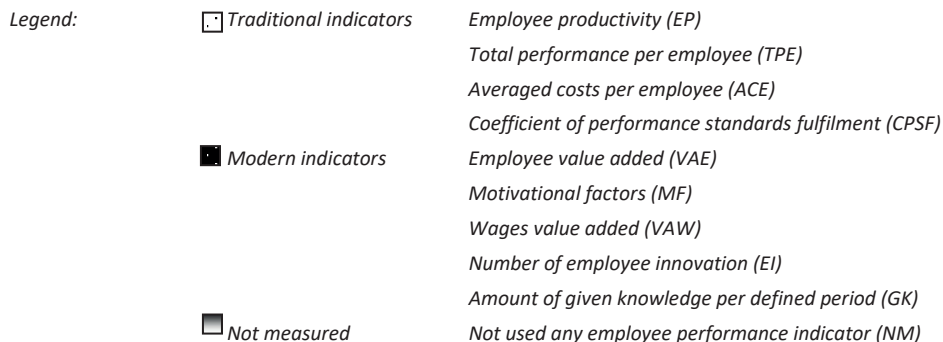 Legend: Traditional indicators Employee productivity (EP)
Total performance per employee (TPE)
Averaged costs per employee (ACE)
Coefficient of performance standards fulfilment (CPSF)
Modern indicators Employee value added (VAE)
Motivational factors (MF)
Wages value added (VAW)
Number of employee innovation (EI)
Amount of given knowledge per defined period (GK)
Not measured Not used any employee performance indicator (NM)